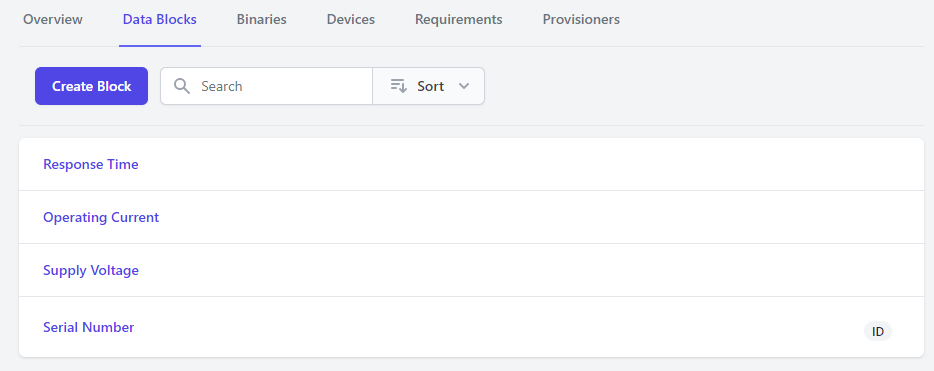 Overview Data Blocks Binaries Devices Requirements Provisioners
Create Block Search Sort
Response Time
Operating Current
Supply Voltage
Serial Number ID